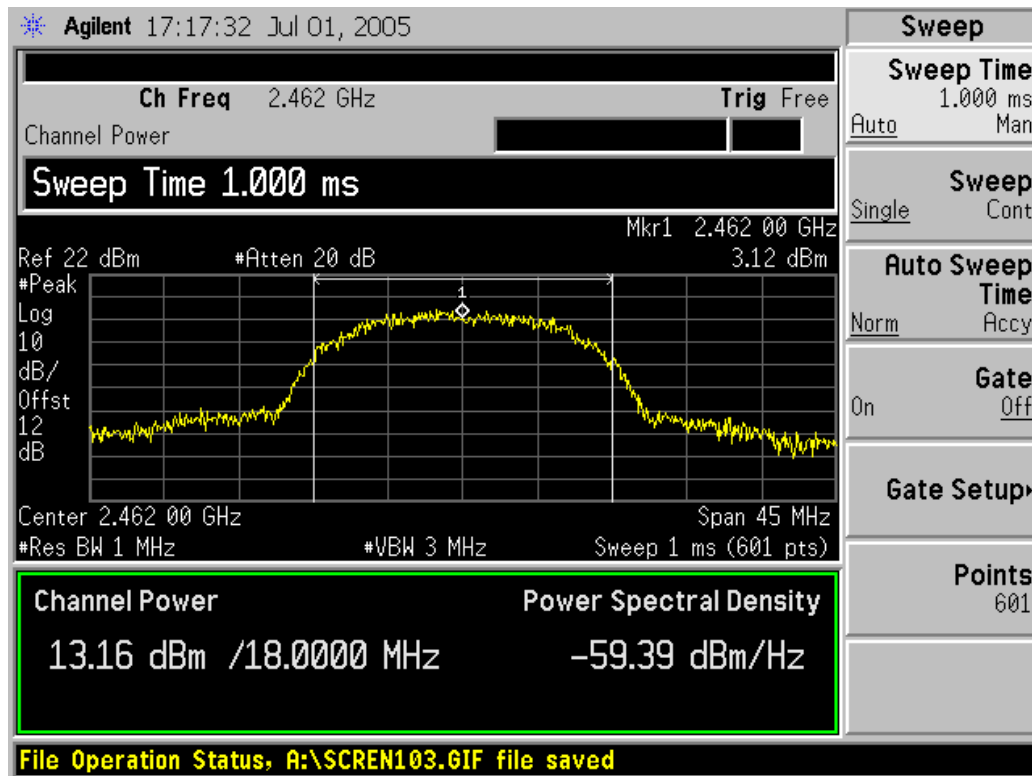 Agilent 17:17:32 Jul 01, 2005
Sweep
Ch Freq 2.462 GHz Trig Free
Channel Power
Sweep Time 1.000 ms
Mkr1 2.462 00 GHz
Ref 22 dBm #Atten 20 dB 3.12 dBm
#Peak
Log
10
dB/
Offst
12
dB
1
Center 2.462 00 GHz Span 45 MHz
#Res BW 1 MHz #VBW 3 MHz Sweep 1 ms (601 pts)
Channel Power Power Spectral Density
13.16 dBm /18.0000 MHz -59.39 dBm/Hz
File Operation Status, A:\SCREN103.GIF file saved
Sweep Time
1.000 ms
Auto Man
Sweep
Single Cont
Auto Sweep
Time
Norm Accy
Gate
On Off
Gate Setup
Points
601